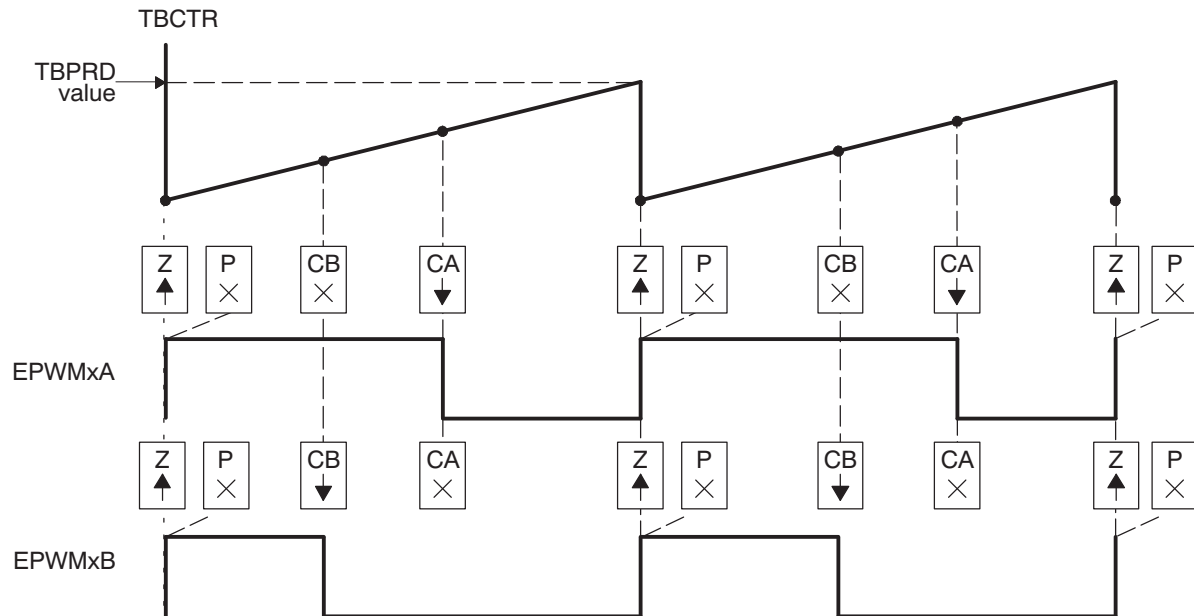 TBCTR
TBPRD
value
Z P CB CA Z P CB CA Z P
EPWMxA
Z P CB CA Z P CB CA Z P
EPWMxB